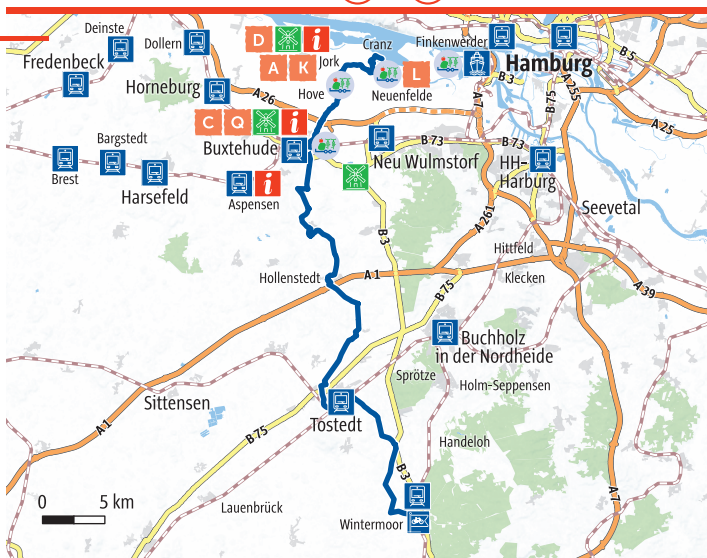 Deinste
Dollern
D
i
Cranz
Finkenwerder
B 5
Fredenbeck
A
K
Jork
L
Hamburg
B 3
A 255
Horneburg
A 26
Hove
Neuenfelde
A 7
B 75
A 25
C
Q
i
Bargstedt
Buxtehude
B 73
B 73
Neu Wulmstorf
HH-
Harburg
Brest
Harsefeld
i
Aspensen
Seevetal
A 261
B 3
Hittfeld
Hollenstedt
A 1
Klecken
B 75
A 39
Buchholz
in der Nordheide
Sprötze
Holm-Seppensen
Sittensen
Tostedt
A 1
B 75
Handeloh
B 3
A 7
0 5 km
Lauenbrück
Wintermoor